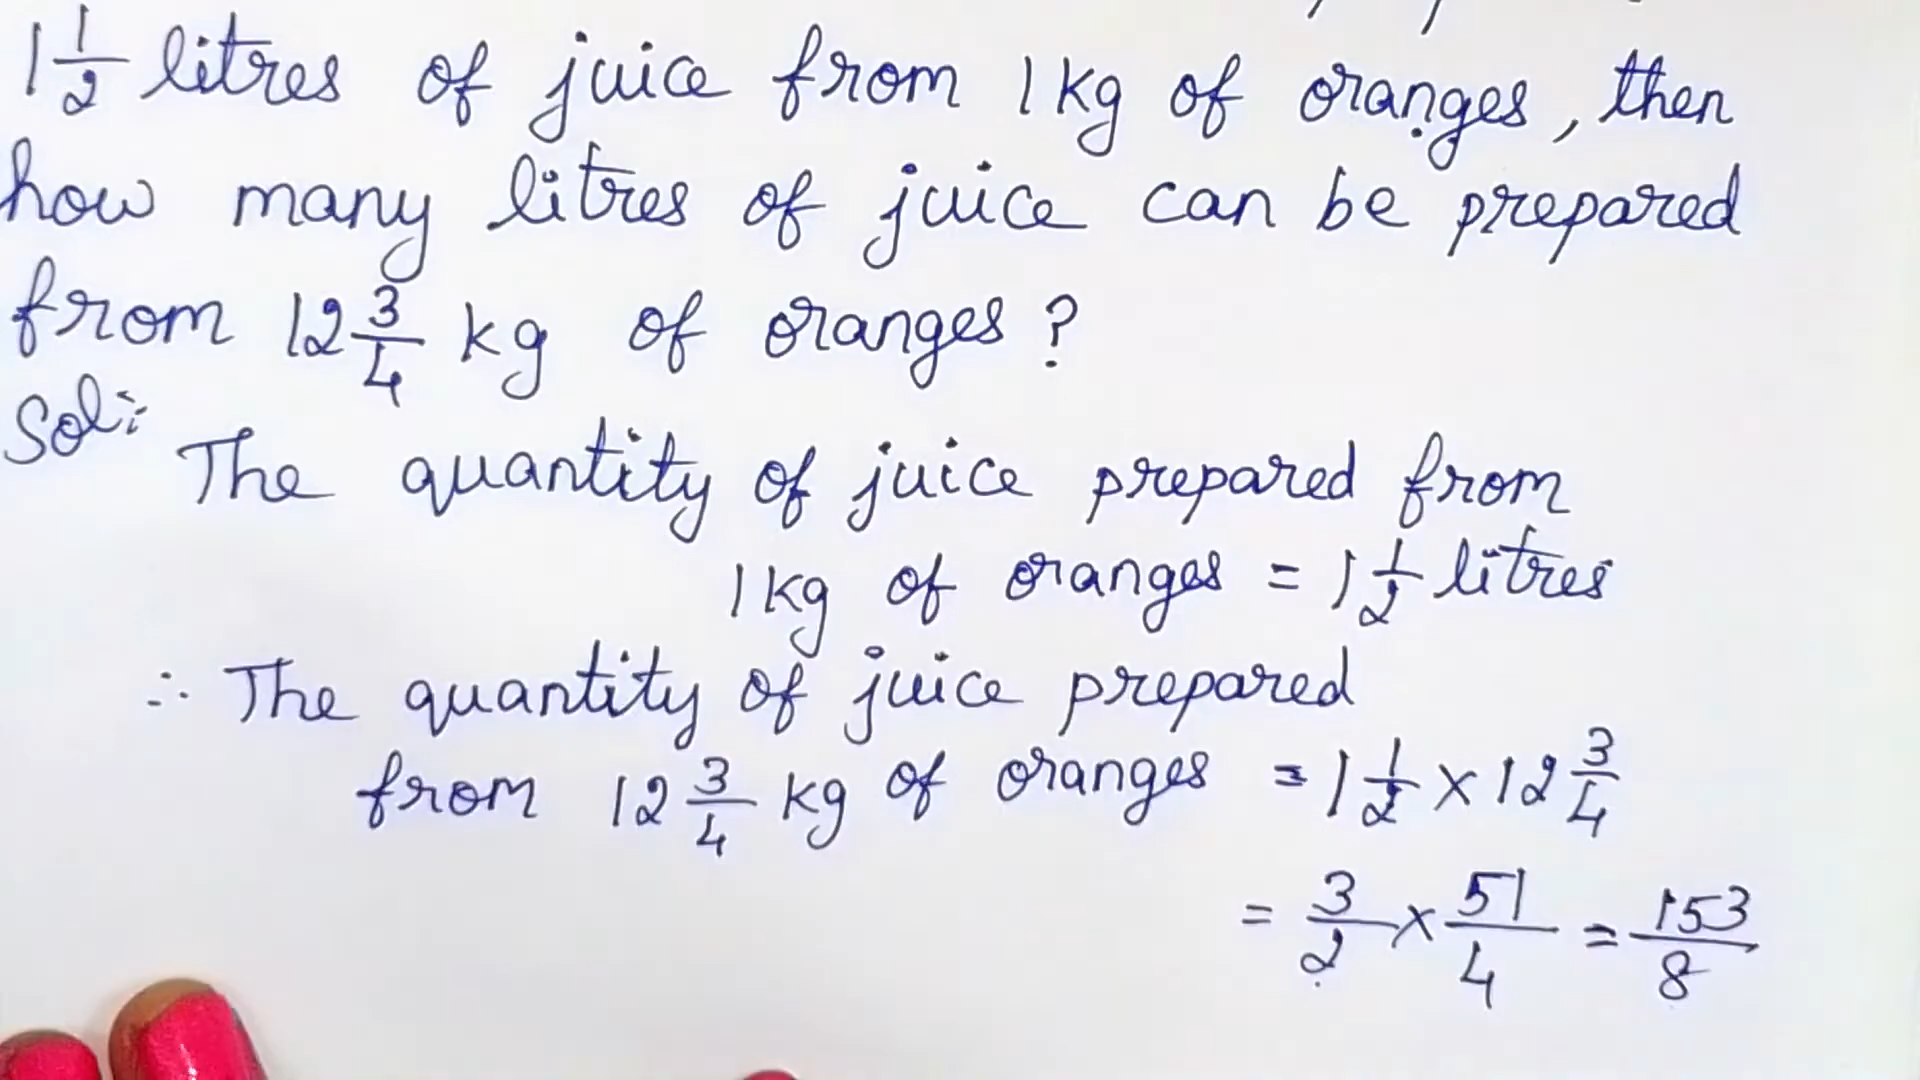 1 1/2 litres of juice from 1 kg of oranges, then
how many litres of juice can be prepared
from 12 3/4 kg of oranges?
Sol:-
The quantity of juice prepared from
1 kg of oranges = 1 1/2 litres
∴ The quantity of juice prepared
from 12 3/4 kg of oranges = 1 1/2 × 12 3/4
= 3/2 × 51/4 = 153/8